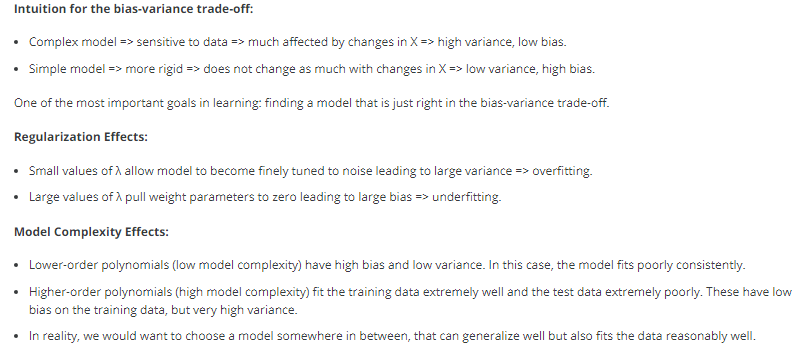 Intuition for the bias-variance trade-off:
• Complex model => sensitive to data => much affected by changes in X => high variance, low bias.
• Simple model => more rigid => does not change as much with changes in X => low variance, high bias.
One of the most important goals in learning: finding a model that is just right in the bias-variance trade-off.
Regularization Effects:
• Small values of λ allow model to become finely tuned to noise leading to large variance => overfitting.
• Large values of λ pull weight parameters to zero leading to large bias => underfitting.
Model Complexity Effects:
• Lower-order polynomials (low model complexity) have high bias and low variance. In this case, the model fits poorly consistently.
• Higher-order polynomials (high model complexity) fit the training data extremely well and the test data extremely poorly. These have low
bias on the training data, but very high variance.
• In reality, we would want to choose a model somewhere in between, that can generalize well but also fits the data reasonably well.